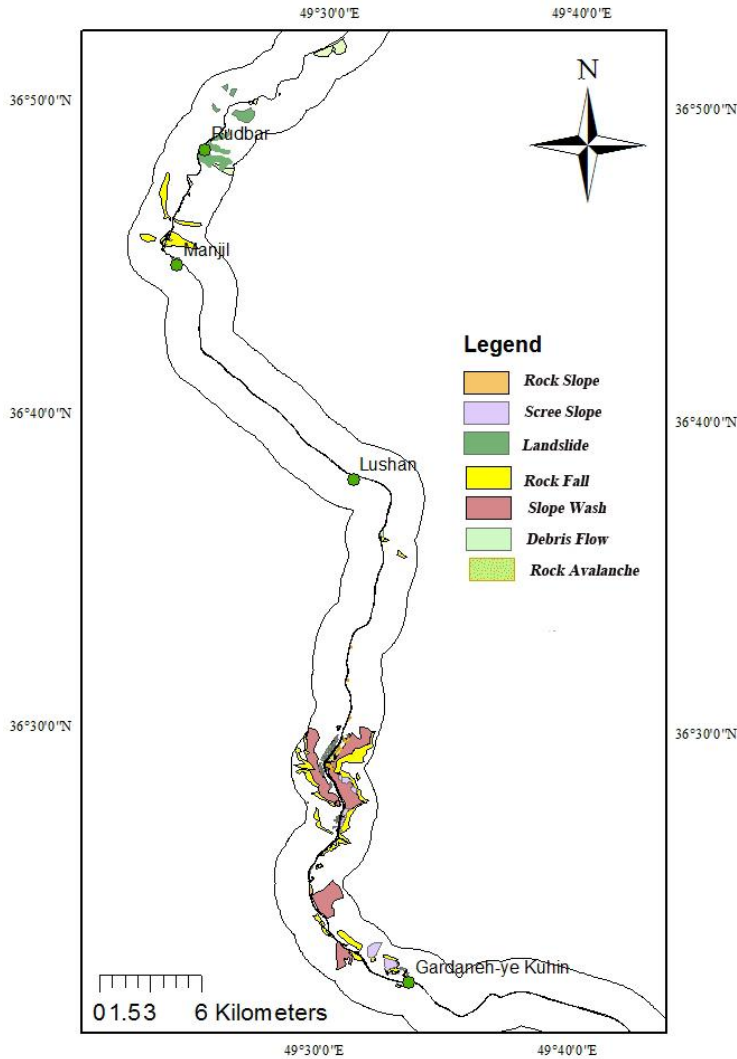 49°30'0"E 49°40'0"E
N
36°50'0"N 36°50'0"N
Rudbar
Manjil
Legend
Rock Slope
Scree Slope
Landslide
Rock Fall
Slope Wash
Debris Flow
Rock Avalanche
36°40'0"N 36°40'0"N
Lushan
36°30'0"N 36°30'0"N
Gardaneh-ye Kuhin
01.53 6 Kilometers
49°30'0"E 49°40'0"E